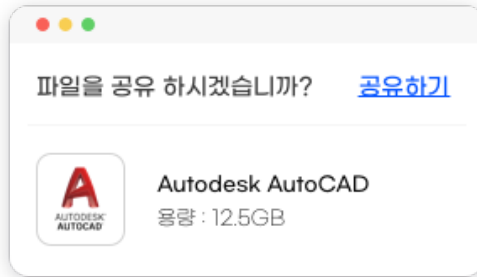 파일을 공유 하시겠습니까? 공유하기
AUTODESK
AUTOCAD
Autodesk AutoCAD
용량 : 12.5GB